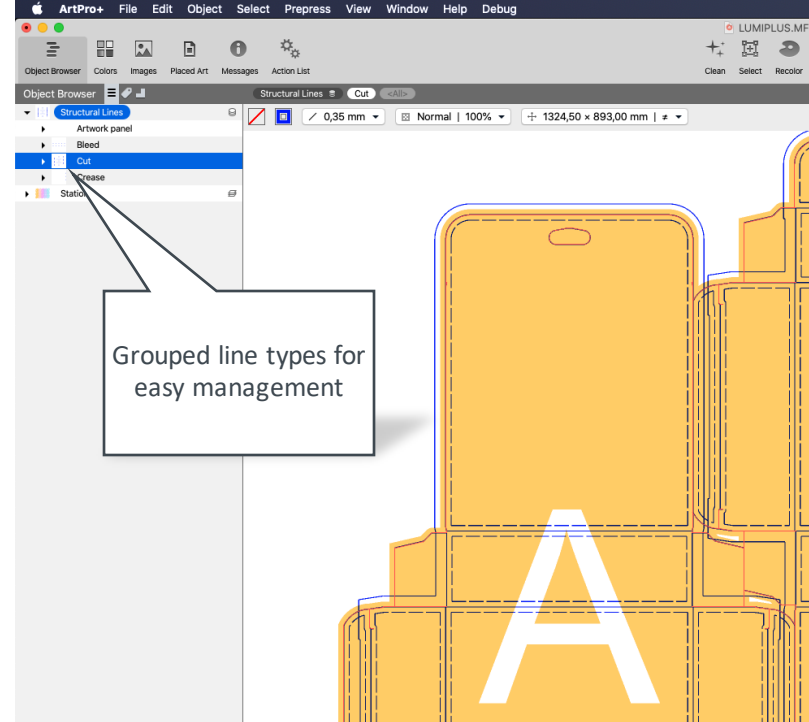 ArtPro+ File Edit Object Select Prepress View Window Help Debug
LUMIPLUS.MF
Object Browser Colors Images Placed Art Messages Action List Clean Select Recolor
Object Browser Structural Lines Cut <All>
Structural Lines
0,35 mm Normal | 100% 1324,50 × 893,00 mm | ≠
Artwork panel
Bleed
Cut
Crease
Grouped line types for
easy management
A